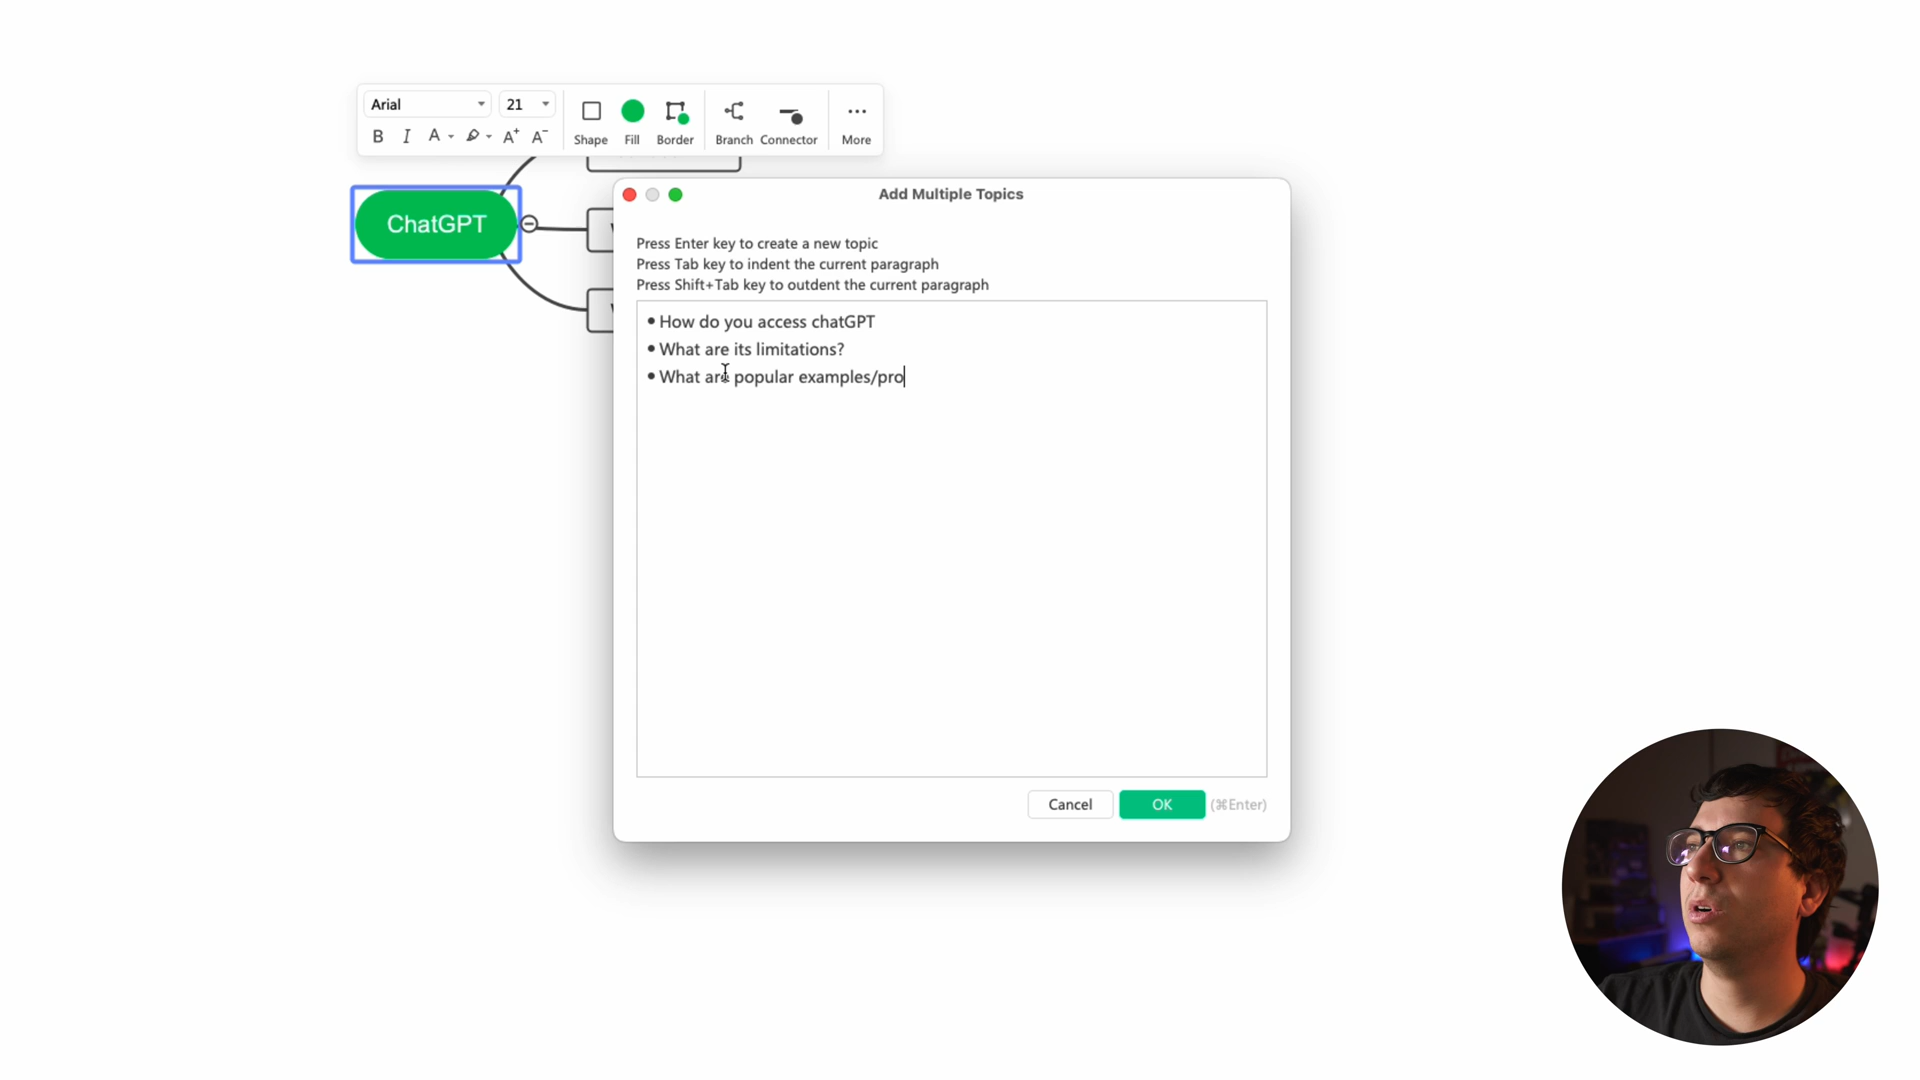 Arial
21
B I A A+ A-
Shape
Fill
Border
Branch
Connector
More
ChatGPT
Add Multiple Topics
Press Enter key to create a new topic
Press Tab key to indent the current paragraph
Press Shift+Tab key to outdent the current paragraph
• How do you access chatGPT
• What are its limitations?
• What are popular examples/pro
Cancel
OK
(⌘Enter)